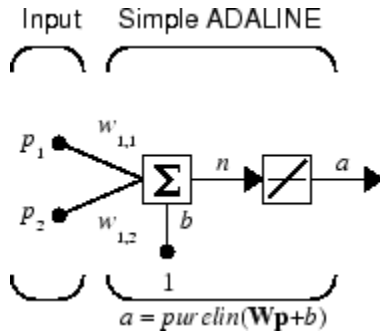 Input Simple ADALINE
p1 w1,1
Σ n a
p2 w1,2 b
1
a = purelin(Wp+b)